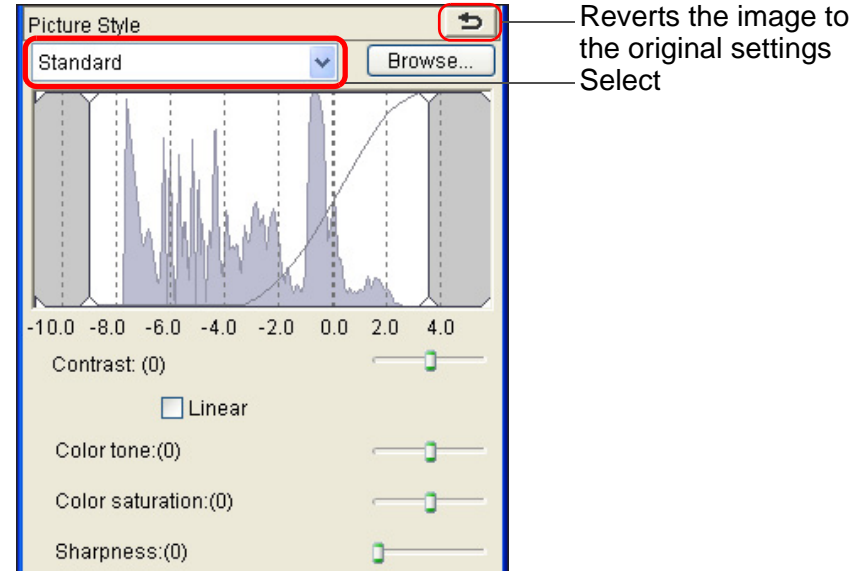 Picture Style
Reverts the image to
the original settings
Standard
Browse...
Select
-10.0 -8.0 -6.0 -4.0 -2.0 0.0 2.0 4.0
Contrast: (0)
Linear
Color tone:(0)
Color saturation:(0)
Sharpness:(0)